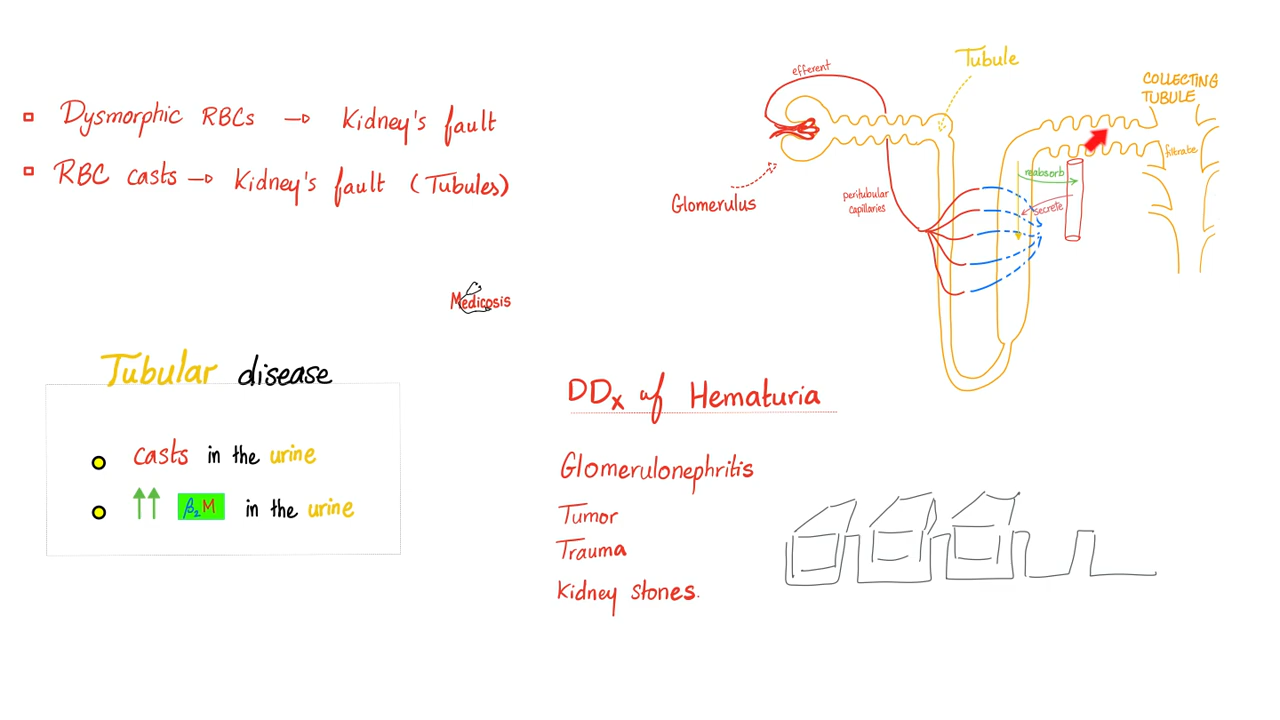 ▫ Dysmorphic RBCs → Kidney's fault
▫ RBC casts → Kidney's fault (Tubules)
Medicosis
Tubular disease
casts in the urine
↑↑ β₂M in the urine
efferent
Tubule
COLLECTING
TUBULE
filtrate
reabsorb
secrete
peritubular
capillaries
Glomerulus
DDx of Hematuria
Glomerulonephritis
Tumor
Trauma
Kidney stones.